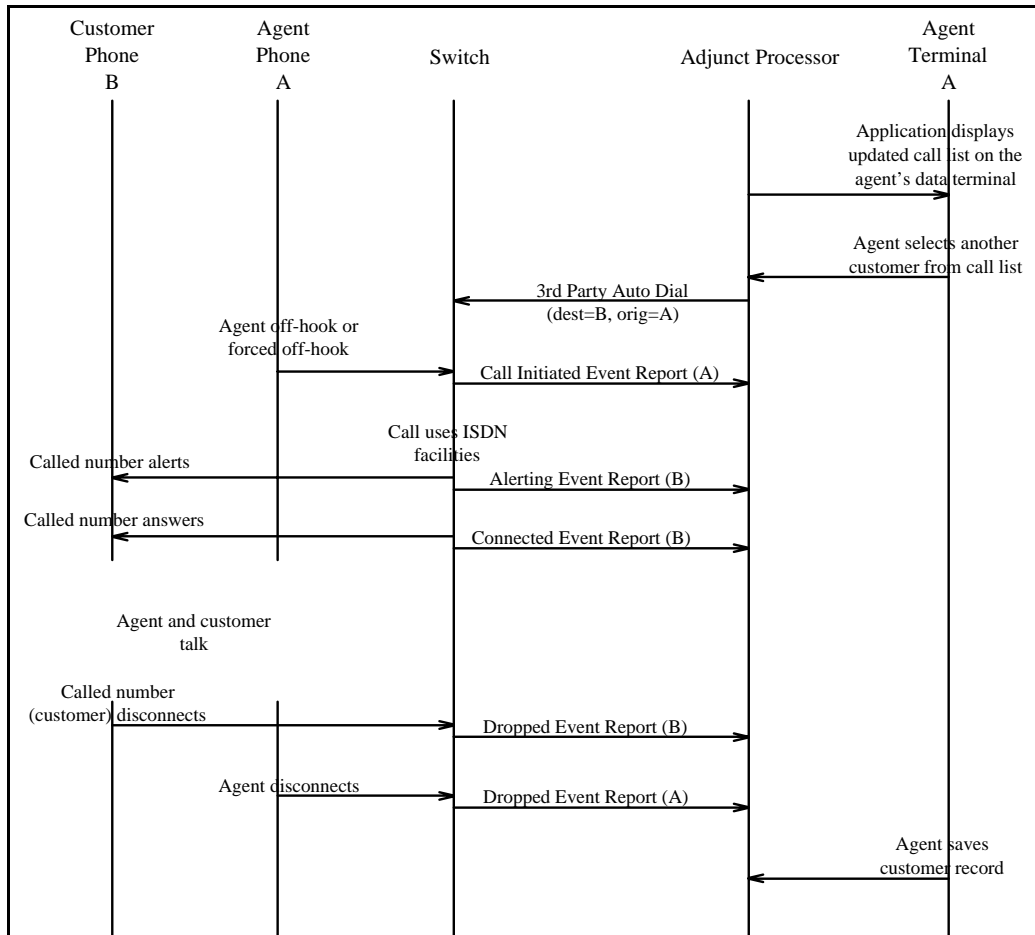 Customer
Phone
B
Agent
Phone
A
Switch
Adjunct Processor
Agent
Terminal
A
Application displays
updated call list on the
agent’s data terminal
Agent selects another
customer from call list
3rd Party Auto Dial
(dest=B, orig=A)
Agent off-hook or
forced off-hook
Call Initiated Event Report (A)
Call uses ISDN
facilities
Called number alerts
Alerting Event Report (B)
Called number answers
Connected Event Report (B)
Agent and customer
talk
Called number
(customer) disconnects
Dropped Event Report (B)
Agent disconnects
Dropped Event Report (A)
Agent saves
customer record